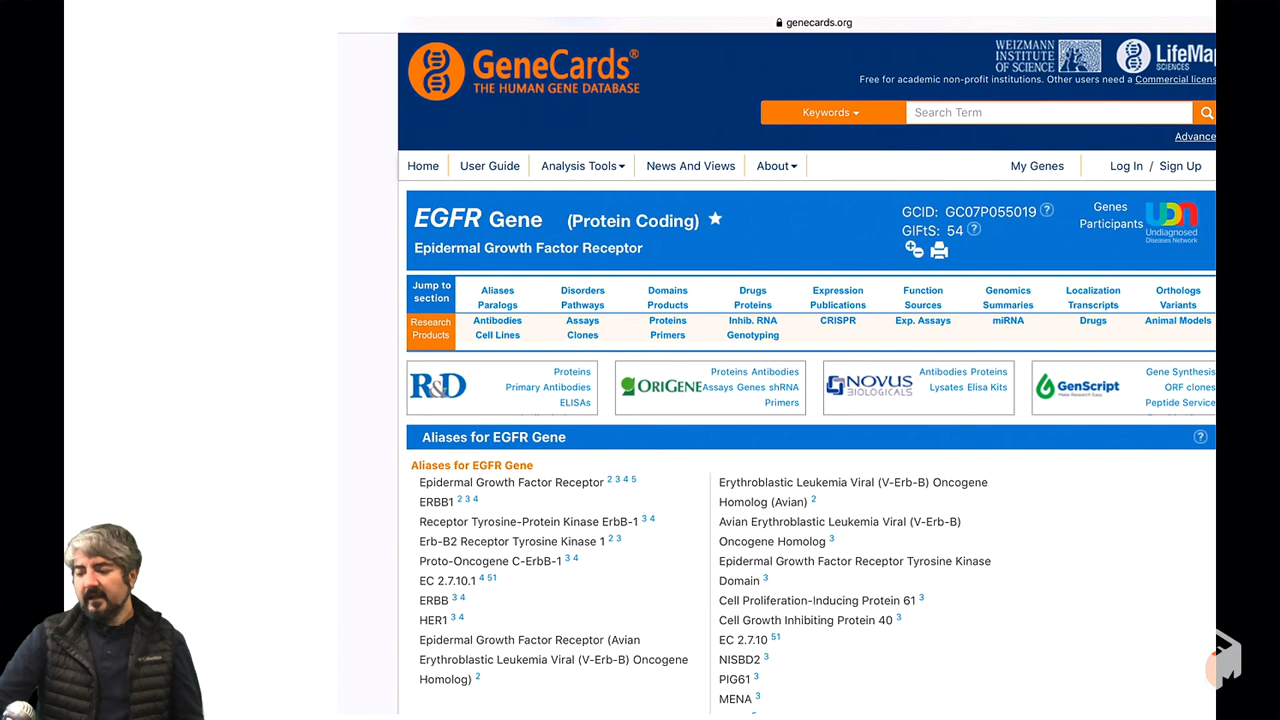 genecards.org
GeneCards®
THE HUMAN GENE DATABASE
WEIZMANN
INSTITUTE
OF SCIENCE
LifeMap
SCIENCES
Free for academic non-profit institutions. Other users need a Commercial licens
Keywords
Search Term
Advance
Home
User Guide
Analysis Tools
News And Views
About
My Genes
Log In / Sign Up
EGFR Gene (Protein Coding)
Epidermal Growth Factor Receptor
GCID: GC07P055019 ?
GIFtS: 54 ?
Genes
Participants
UDN
Undiagnosed
Diseases Network
Jump to
section
Aliases Disorders Domains Drugs Expression Function Genomics Localization Orthologs
Paralogs Pathways Products Proteins Publications Sources Summaries Transcripts Variants
Research
Products
Antibodies Assays Proteins Inhib. RNA CRISPR Exp. Assays miRNA Drugs Animal Models
Cell Lines Clones Primers Genotyping
R&D
Proteins
Primary Antibodies
ELISAs
ORIGENE
Proteins Antibodies
Assays Genes shRNA
Primers
NOVUS
BIOLOGICALS
Antibodies Proteins
Lysates Elisa Kits
GenScript
Make Research Easy
Gene Synthesis
ORF clones
Peptide Service
Aliases for EGFR Gene ?
Aliases for EGFR Gene
Epidermal Growth Factor Receptor 2 3 4 5
ERBB1 2 3 4
Receptor Tyrosine-Protein Kinase ErbB-1 3 4
Erb-B2 Receptor Tyrosine Kinase 1 2 3
Proto-Oncogene C-ErbB-1 3 4
EC 2.7.10.1 4 51
ERBB 3 4
HER1 3 4
Epidermal Growth Factor Receptor (Avian
Erythroblastic Leukemia Viral (V-Erb-B) Oncogene
Homolog) 2
Erythroblastic Leukemia Viral (V-Erb-B) Oncogene
Homolog (Avian) 2
Avian Erythroblastic Leukemia Viral (V-Erb-B)
Oncogene Homolog 3
Epidermal Growth Factor Receptor Tyrosine Kinase
Domain 3
Cell Proliferation-Inducing Protein 61 3
Cell Growth Inhibiting Protein 40 3
EC 2.7.10 51
NISBD2 3
PIG61 3
MENA 3